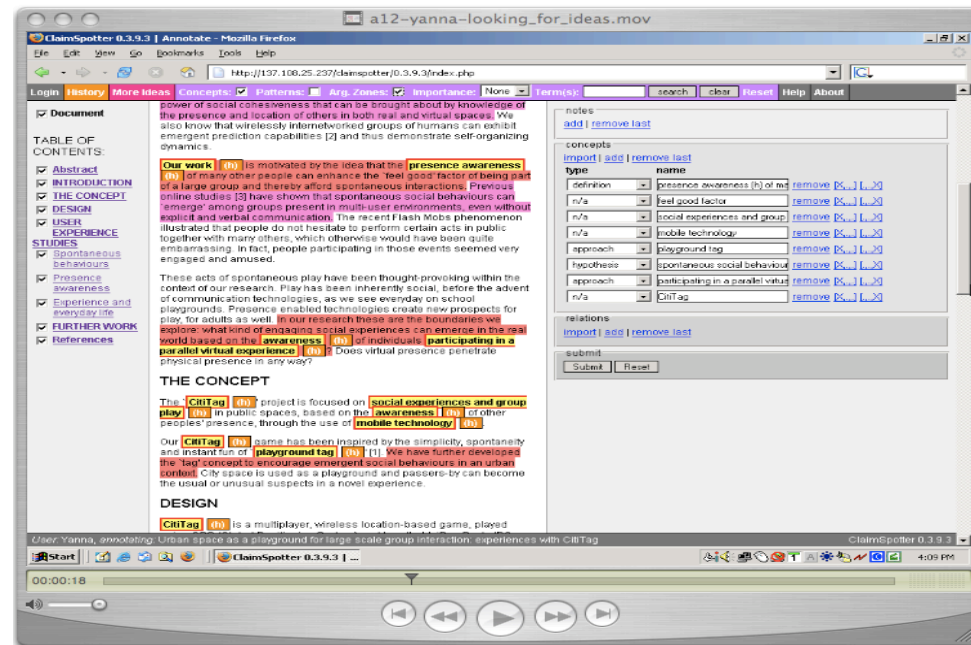 a12-yanna-looking_for_ideas.mov
ClaimSpotter 0.3.9.3 | Annotate - Mozilla Firefox
File Edit View Go Bookmarks Tools Help
http://137.108.25.237/claimspotter/0.3.9.3/index.php
Login History More Ideas Concepts: Patterns: Arg. Zones: Importance: None Term(s): search clear Reset Help About
Document
TABLE OF
CONTENTS:
Abstract
INTRODUCTION
THE CONCEPT
DESIGN
USER
EXPERIENCE
STUDIES
Spontaneous
behaviours
Presence
awareness
Experience and
everyday life
FURTHER WORK
References
power of social cohesiveness that can be brought about by knowledge of
the presence and location of others in both real and virtual spaces. We
also know that wirelessly internetworked groups of humans can exhibit
emergent prediction capabilities [2] and thus demonstrate self-organizing
dynamics.
Our work (h) is motivated by the idea that the presence awareness
(h) of many other people can enhance the 'feel good' factor of being part
of a large group and thereby afford spontaneous interactions. Previous
online studies [3] have shown that spontaneous social behaviours can
'emerge' among groups present in multi-user environments, even without
explicit and verbal communication. The recent Flash Mobs phenomenon
illustrated that people do not hesitate to perform certain acts in public
together with many others, which otherwise would have been quite
embarrassing. In fact, people participating in those events seemed very
engaged and amused.
These acts of spontaneous play have been thought-provoking within the
context of our research. Play has been inherently social, before the advent
of communication technologies, as we see everyday on school
playgrounds. Presence enabled technologies create new prospects for
play, for adults as well. In our research these are the boundaries we
explore: what kind of engaging social experiences can emerge in the real
world based on the awareness (h) of individuals participating in a
parallel virtual experience (h) ? Does virtual presence penetrate
physical presence in any way?
THE CONCEPT
The 'CitiTag (h) ' project is focused on social experiences and group
play (h) in public spaces, based on the awareness (h) of other
peoples' presence, through the use of mobile technology (h) .
Our CitiTag (h) game has been inspired by the simplicity, spontaneity
and instant fun of 'playground tag (h) '[1]. We have further developed
the 'tag' concept to encourage emergent social behaviours in an urban
context. City space is used as a playground and passers-by can become
the usual or unusual suspects in a novel experience.
DESIGN
CitiTag (h) is a multiplayer, wireless location-based game, played
notes
add | remove last
concepts
import | add | remove last
type name
definition presence awareness (h) of ma remove [X...] [...X]
n/a feel good factor remove [X...] [...X]
n/a social experiences and group remove [X...] [...X]
n/a mobile technology remove [X...] [...X]
approach playground tag remove [X...] [...X]
hypothesis spontaneous social behaviou remove [X...] [...X]
approach participating in a parallel virtua remove [X...] [...X]
n/a CitiTag remove [X...] [...X]
relations
import | add | remove last
submit
Submit Reset
User: Yanna, annotating: Urban space as a playground for large scale group interaction: experiences with CitiTag ClaimSpotter 0.3.9.3
Start ClaimSpotter 0.3.9.3 | ... 4:09 PM
00:00:18